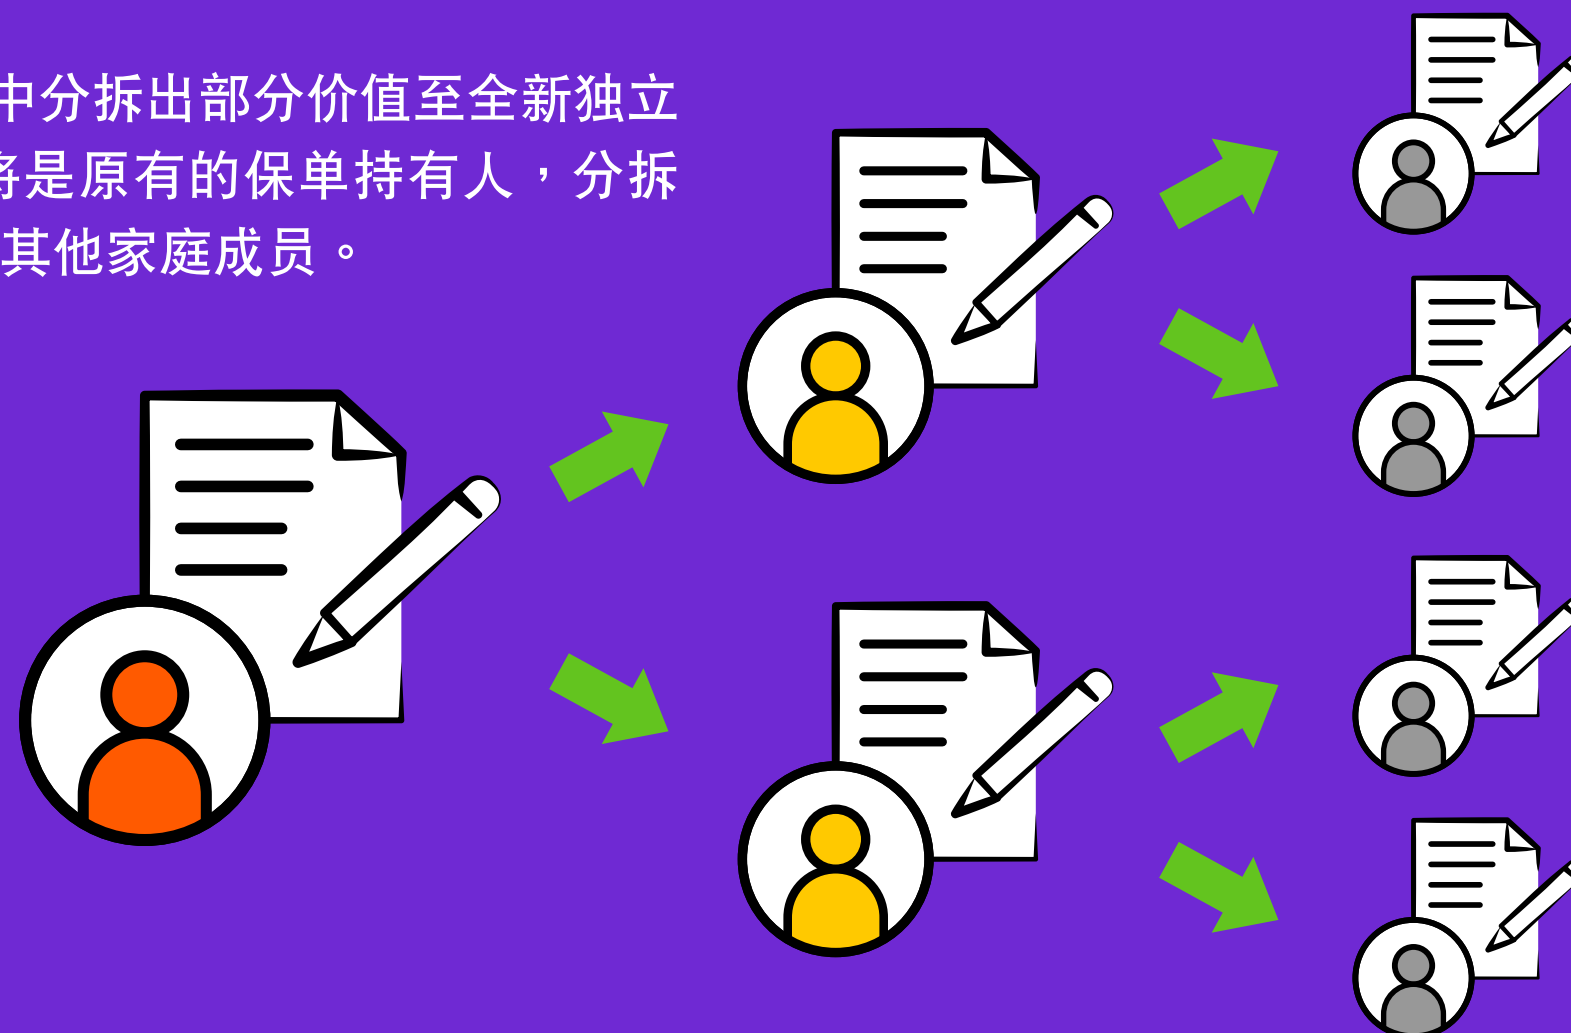 中分拆出部分价值至全新独立
将是原有的保单持有人，分拆
其他家庭成员。